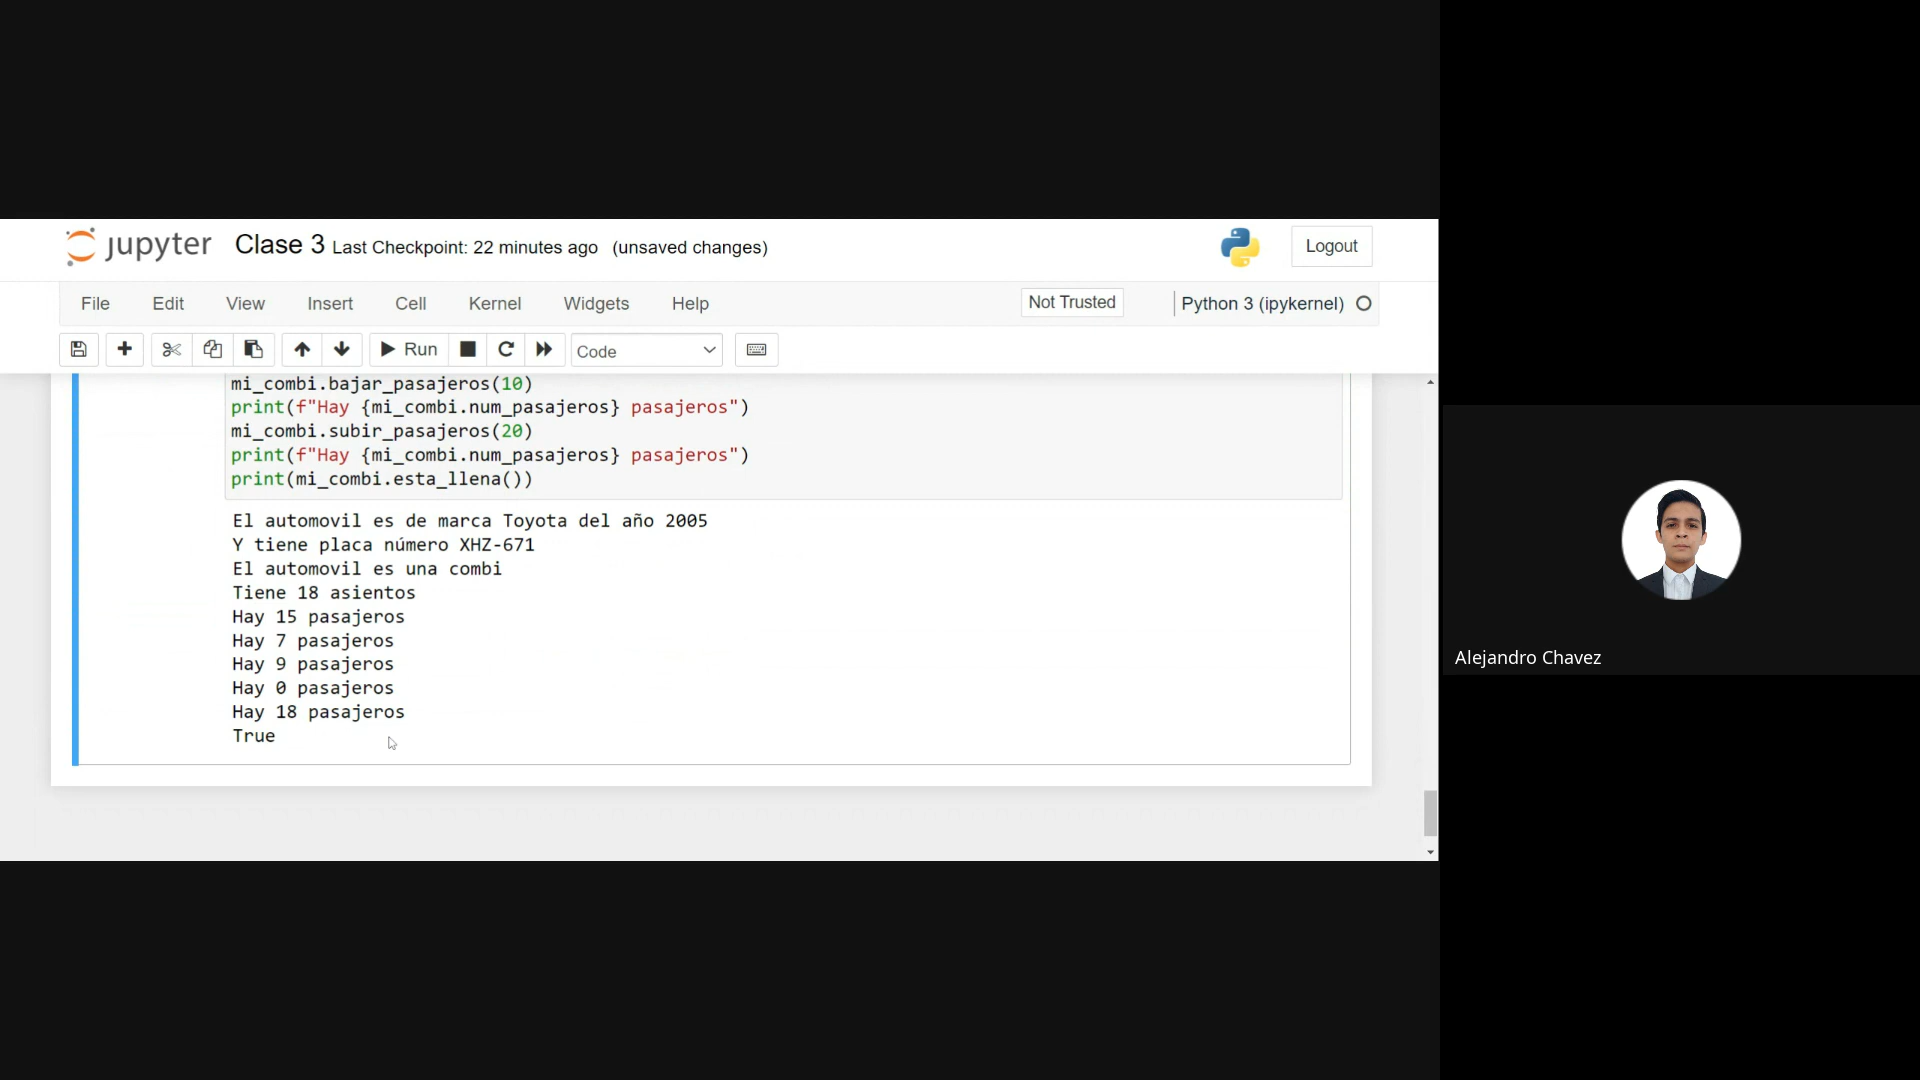 jupyter Clase 3 Last Checkpoint: 22 minutes ago (unsaved changes)
Logout
File Edit View Insert Cell Kernel Widgets Help
Not Trusted
Python 3 (ipykernel)
Run
Code
mi_combi.bajar_pasajeros(10)
print(f"Hay {mi_combi.num_pasajeros} pasajeros")
mi_combi.subir_pasajeros(20)
print(f"Hay {mi_combi.num_pasajeros} pasajeros")
print(mi_combi.esta_llena())
El automovil es de marca Toyota del año 2005
Y tiene placa número XHZ-671
El automovil es una combi
Tiene 18 asientos
Hay 15 pasajeros
Hay 7 pasajeros
Hay 9 pasajeros
Hay 0 pasajeros
Hay 18 pasajeros
True
Alejandro Chavez